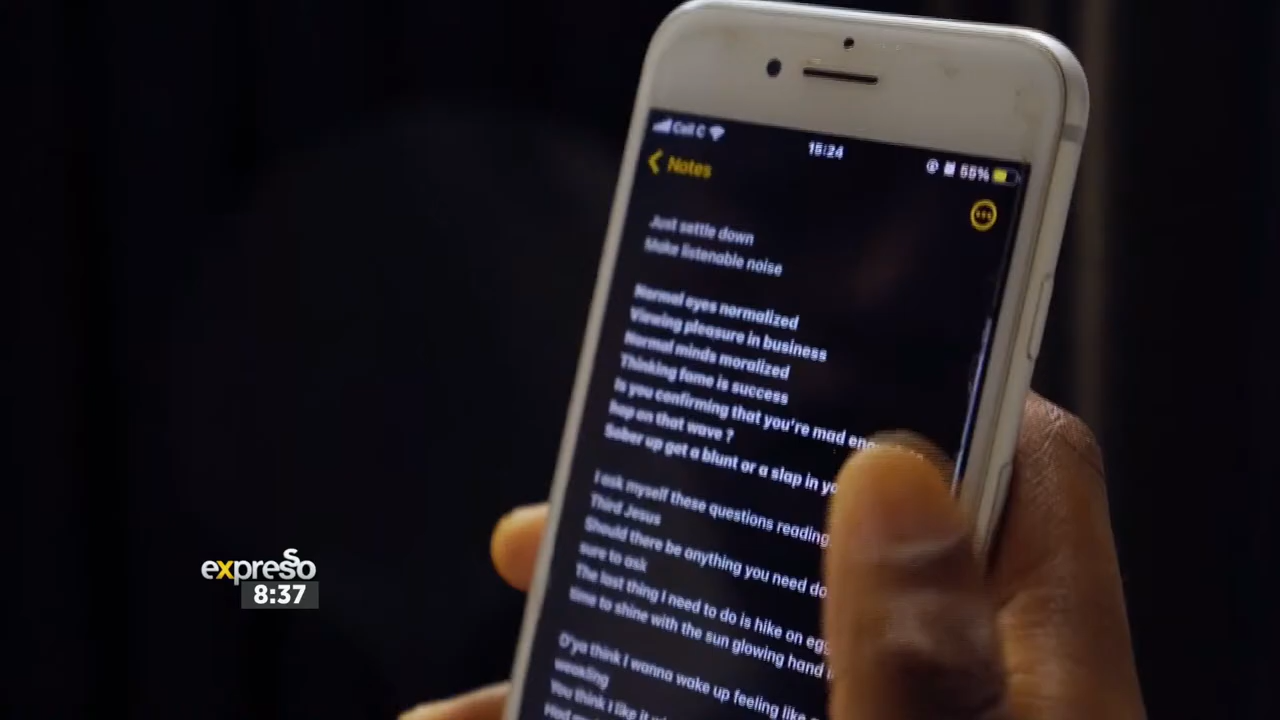 Cell C
15:24
55%
Notes
Just settle down
Make listenable noise
Normal eyes normalized
Viewing pleasure in business
Normal minds moralized
Thinking fame is success
Is you confirming that you're mad
hop on that wave ?
Sober up get a blunt or a slap in
I ask myself these questions reading
Third Jesus
Should there be anything you need
sure to ask
The last thing I need to do is hike on
time to shine with the sun glowing hand
D'ya think I wanna wake up feeling like
weakling
You think I like it
expresso
8:37